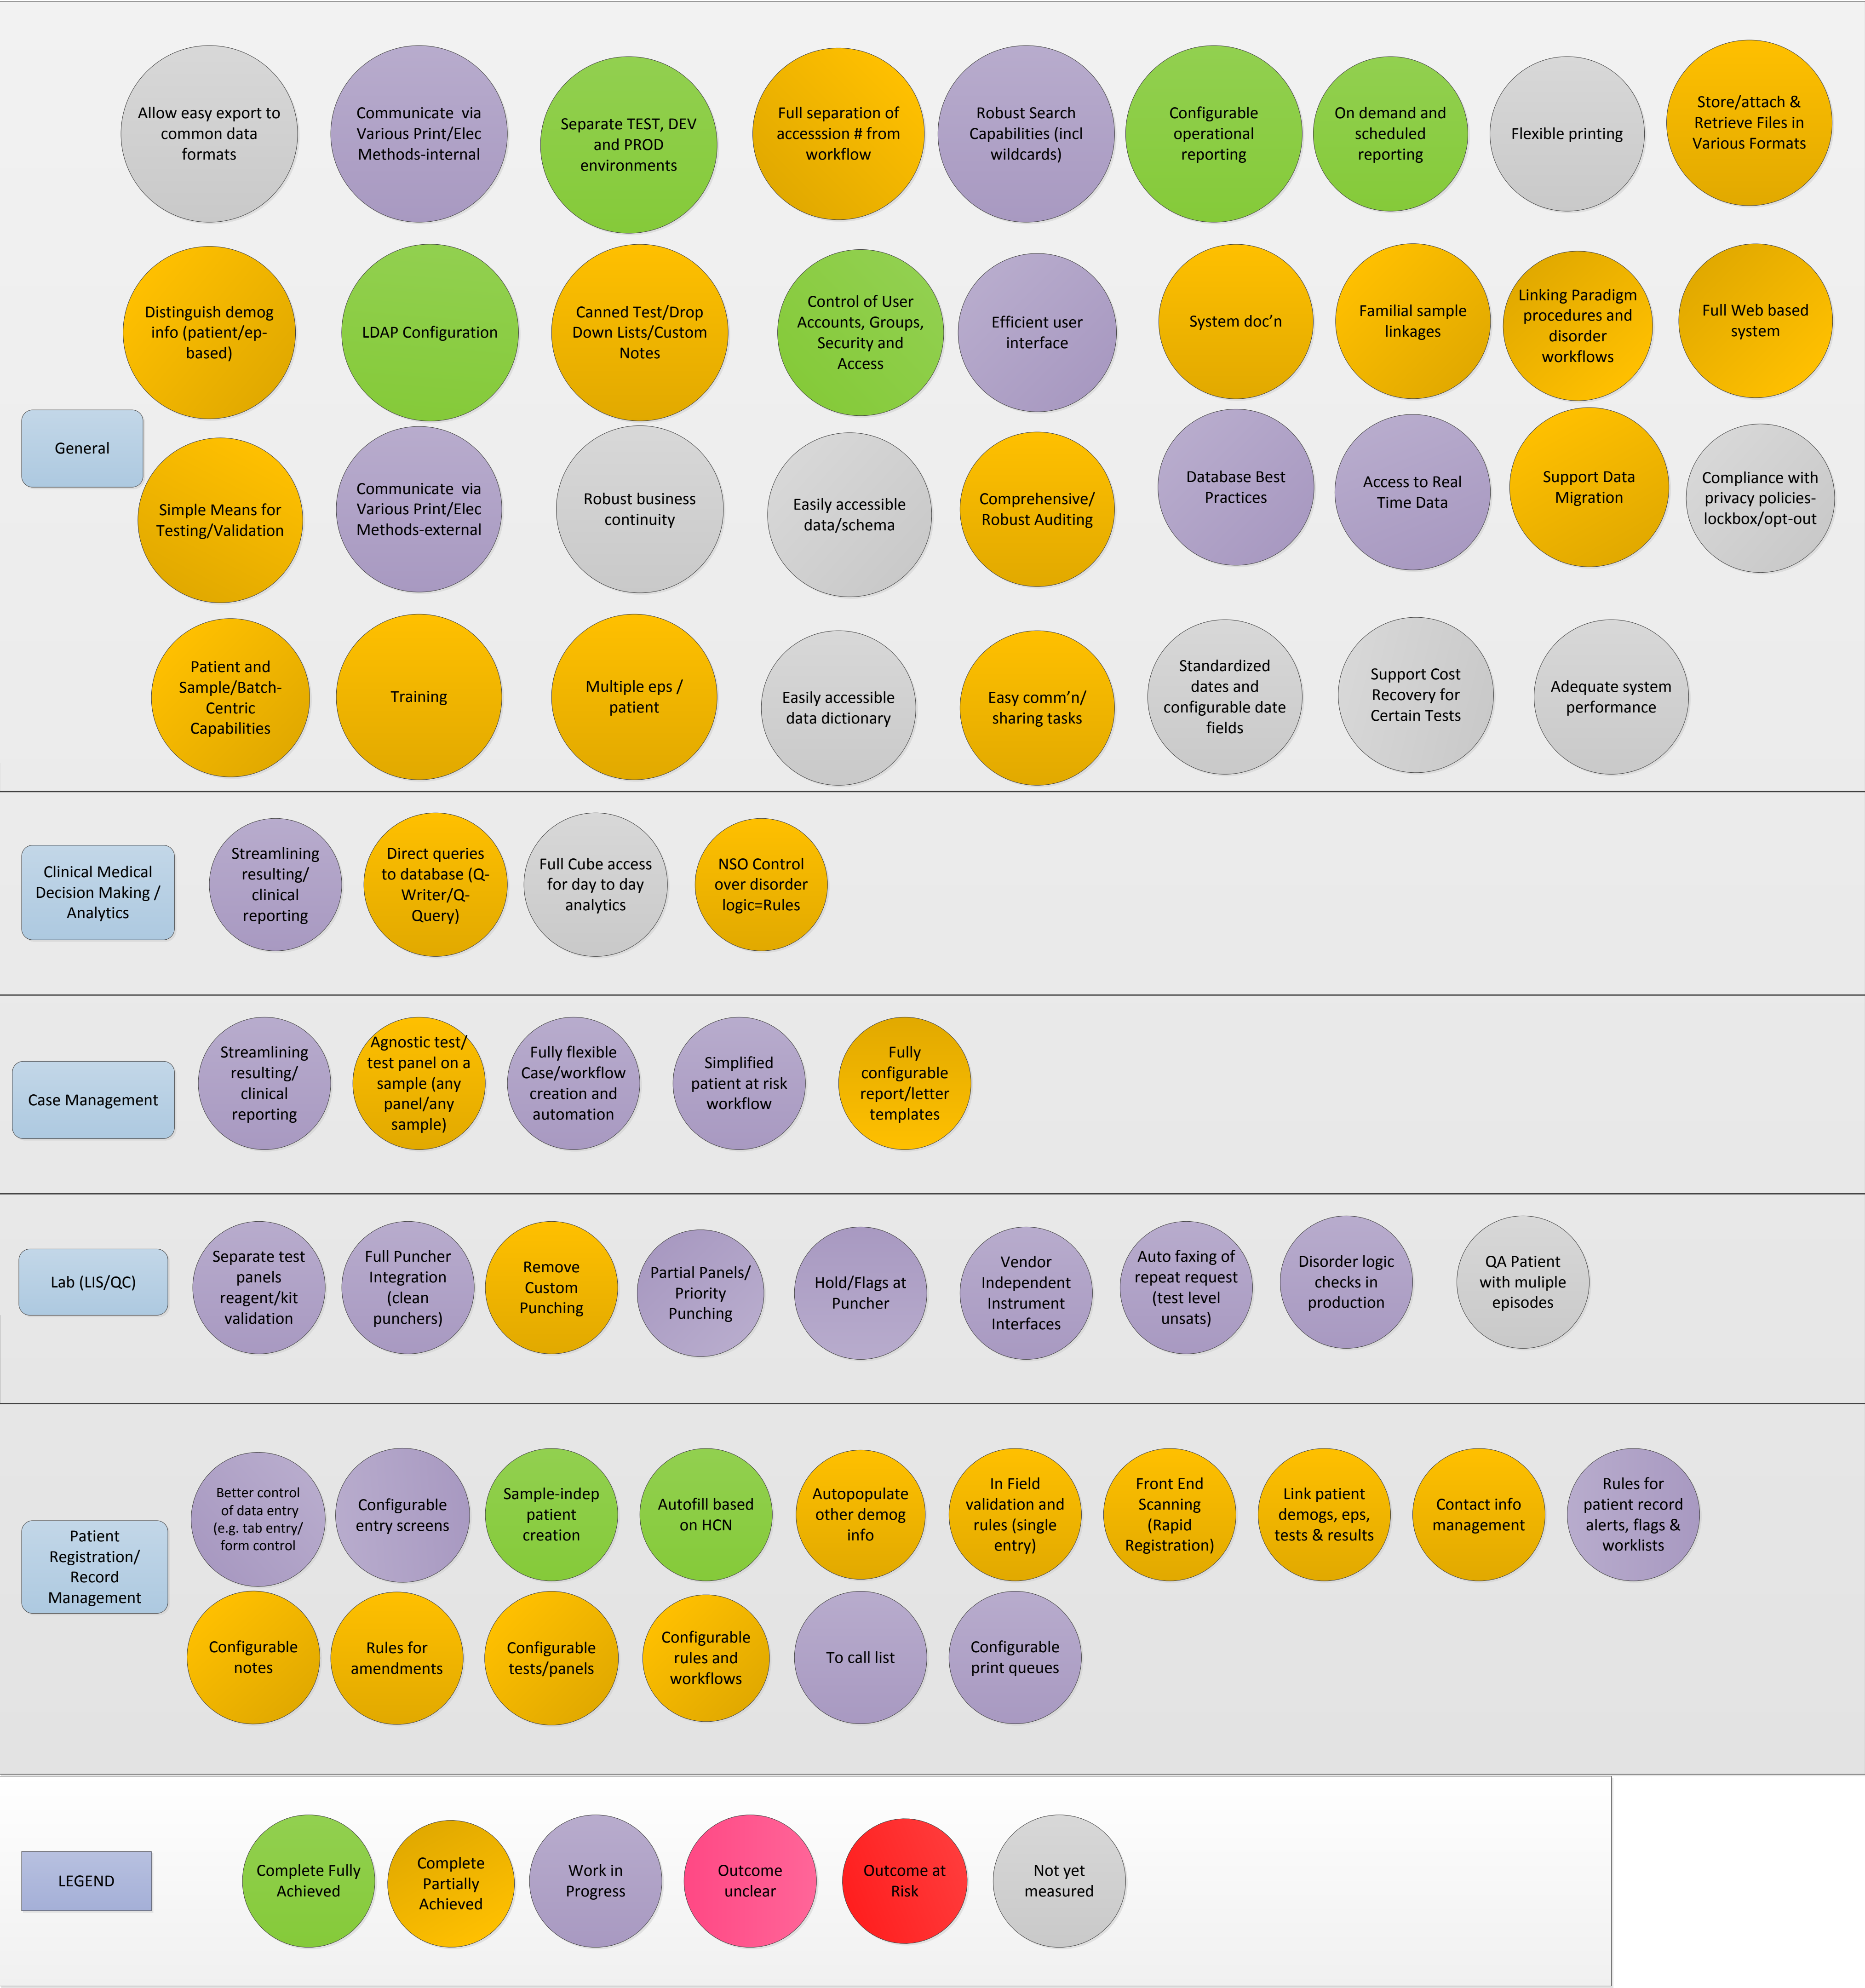 Allow easy export to
common data
formats
Communicate via
Various Print/Elec
Methods-internal
Separate TEST, DEV
and PROD
environments
Full separation of
accesssion # from
workflow
Robust Search
Capabilities (incl
wildcards)
Configurable
operational
reporting
On demand and
scheduled
reporting
Flexible printing
Store/attach &
Retrieve Files in
Various Formats
Distinguish demog
info (patient/ep-
based)
LDAP Configuration
Canned Test/Drop
Down Lists/Custom
Notes
Control of User
Accounts, Groups,
Security and
Access
Efficient user
interface
System doc’n
Familial sample
linkages
Linking Paradigm
procedures and
disorder
workflows
Full Web based
system
General
Simple Means for
Testing/Validation
Communicate via
Various Print/Elec
Methods-external
Robust business
continuity
Easily accessible
data/schema
Comprehensive/
Robust Auditing
Database Best
Practices
Access to Real
Time Data
Support Data
Migration
Compliance with
privacy policies-
lockbox/opt-out
Patient and
Sample/Batch-
Centric
Capabilities
Training
Multiple eps /
patient
Easily accessible
data dictionary
Easy comm’n/
sharing tasks
Standardized
dates and
configurable date
fields
Support Cost
Recovery for
Certain Tests
Adequate system
performance
Clinical Medical
Decision Making /
Analytics
Streamlining
resulting/
clinical
reporting
Direct queries
to database (Q-
Writer/Q-
Query)
Full Cube access
for day to day
analytics
NSO Control
over disorder
logic=Rules
Case Management
Streamlining
resulting/
clinical
reporting
Agnostic test/
test panel on a
sample (any
panel/any
sample)
Fully flexible
Case/workflow
creation and
automation
Simplified
patient at risk
workflow
Fully
configurable
report/letter
templates
Lab (LIS/QC)
Separate test
panels
reagent/kit
validation
Full Puncher
Integration
(clean
punchers)
Remove
Custom
Punching
Partial Panels/
Priority
Punching
Hold/Flags at
Puncher
Vendor
Independent
Instrument
Interfaces
Auto faxing of
repeat request
(test level
unsats)
Disorder logic
checks in
production
QA Patient
with muliple
episodes
Patient
Registration/
Record
Management
Better control
of data entry
(e.g. tab entry/
form control
Configurable
entry screens
Sample-indep
patient
creation
Autofill based
on HCN
Autopopulate
other demog
info
In Field
validation and
rules (single
entry)
Front End
Scanning
(Rapid
Registration)
Link patient
demogs, eps,
tests & results
Contact info
management
Rules for
patient record
alerts, flags &
worklists
Configurable
notes
Rules for
amendments
Configurable
tests/panels
Configurable
rules and
workflows
To call list
Configurable
print queues
LEGEND
Complete Fully
Achieved
Complete
Partially
Achieved
Work in
Progress
Outcome
unclear
Outcome at
Risk
Not yet
measured